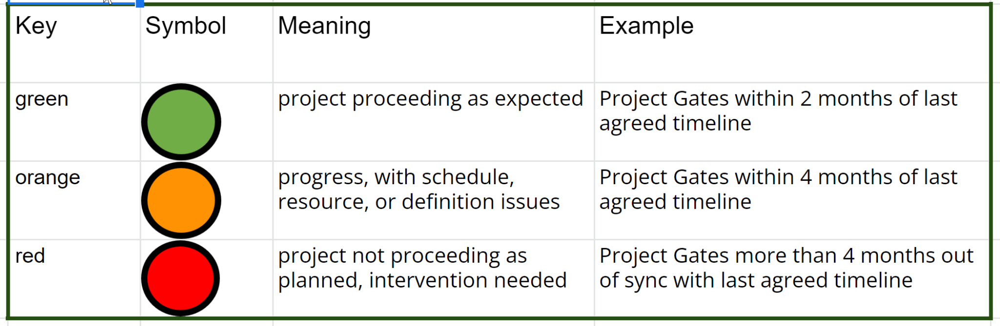 Key Symbol Meaning Example
green project proceeding as expected Project Gates within 2 months of last
agreed timeline
orange progress, with schedule, Project Gates within 4 months of last
resource, or definition issues agreed timeline
red project not proceeding as Project Gates more than 4 months out
planned, intervention needed of sync with last agreed timeline